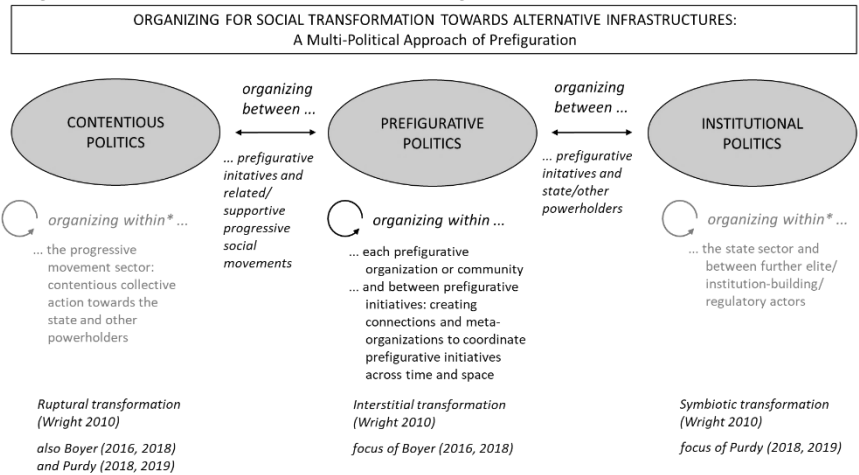 ORGANIZING FOR SOCIAL TRANSFORMATION TOWARDS ALTERNATIVE INFRASTRUCTURES:
A Multi-Political Approach of Prefiguration
CONTENTIOUS
POLITICS
organizing
between ...
... prefigurative
initatives and
related/
supportive
progressive
social
movements
PREFIGURATIVE
POLITICS
organizing
between ...
... prefigurative
initatives and
state/other
powerholders
INSTITUTIONAL
POLITICS
organizing within* ...
... the progressive
movement sector:
contentious collective
action towards the
state and other
powerholders
organizing within ...
... each prefigurative
organization or community
... and between prefigurative
initiatives: creating
connections and meta-
organizations to coordinate
prefigurative initiatives
across time and space
organizing within* ...
... the state sector and
between further elite/
institution-building/
regulatory actors
Ruptural transformation
(Wright 2010)
also Boyer (2016, 2018)
and Purdy (2018, 2019)
Interstitial transformation
(Wright 2010)
focus of Boyer (2016, 2018)
Symbiotic transformation
(Wright 2010)
focus of Purdy (2018, 2019)